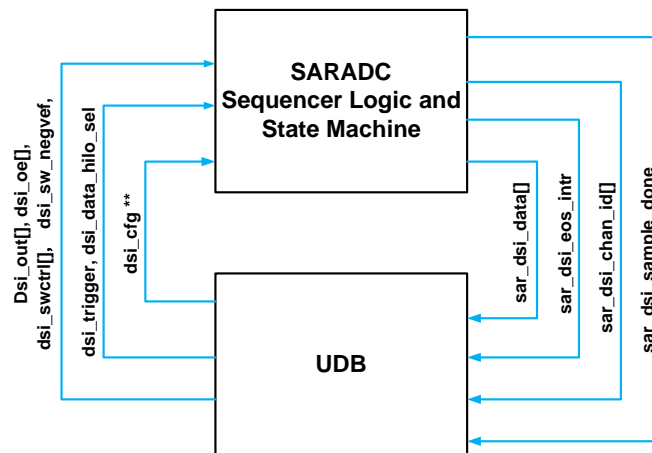 SARADC
Sequencer Logic and
State Machine
Dsi_out[], dsi_oe[],
dsi_swctrl[], dsi_sw_negvef,
dsi_trigger, dsi_data_hilo_sel
dsi_cfg **
sar_dsi_data[]
sar_dsi_eos_intr
sar_dsi_chan_id[]
sar_dsi_sample_done
UDB